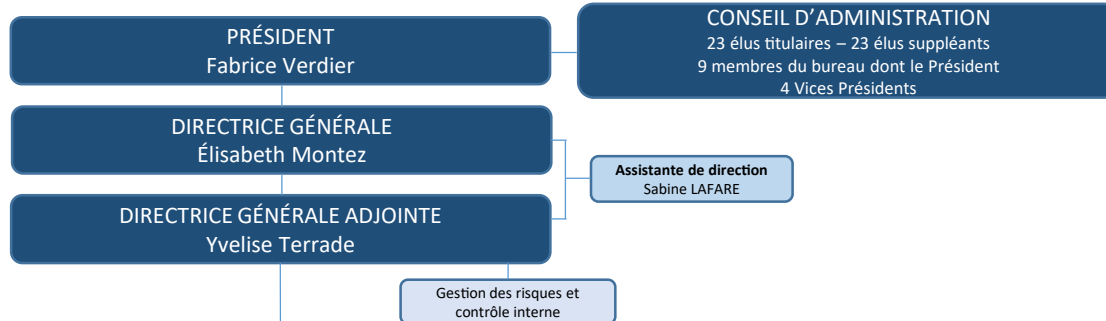 PRÉSIDENT
Fabrice Verdier
CONSEIL D’ADMINISTRATION
23 élus titulaires – 23 élus suppléants
9 membres du bureau dont le Président
4 Vices Présidents
DIRECTRICE GÉNÉRALE
Élisabeth Montez
Assistante de direction
Sabine LAFARE
DIRECTRICE GÉNÉRALE ADJOINTE
Yvelise Terrade
Gestion des risques et
contrôle interne